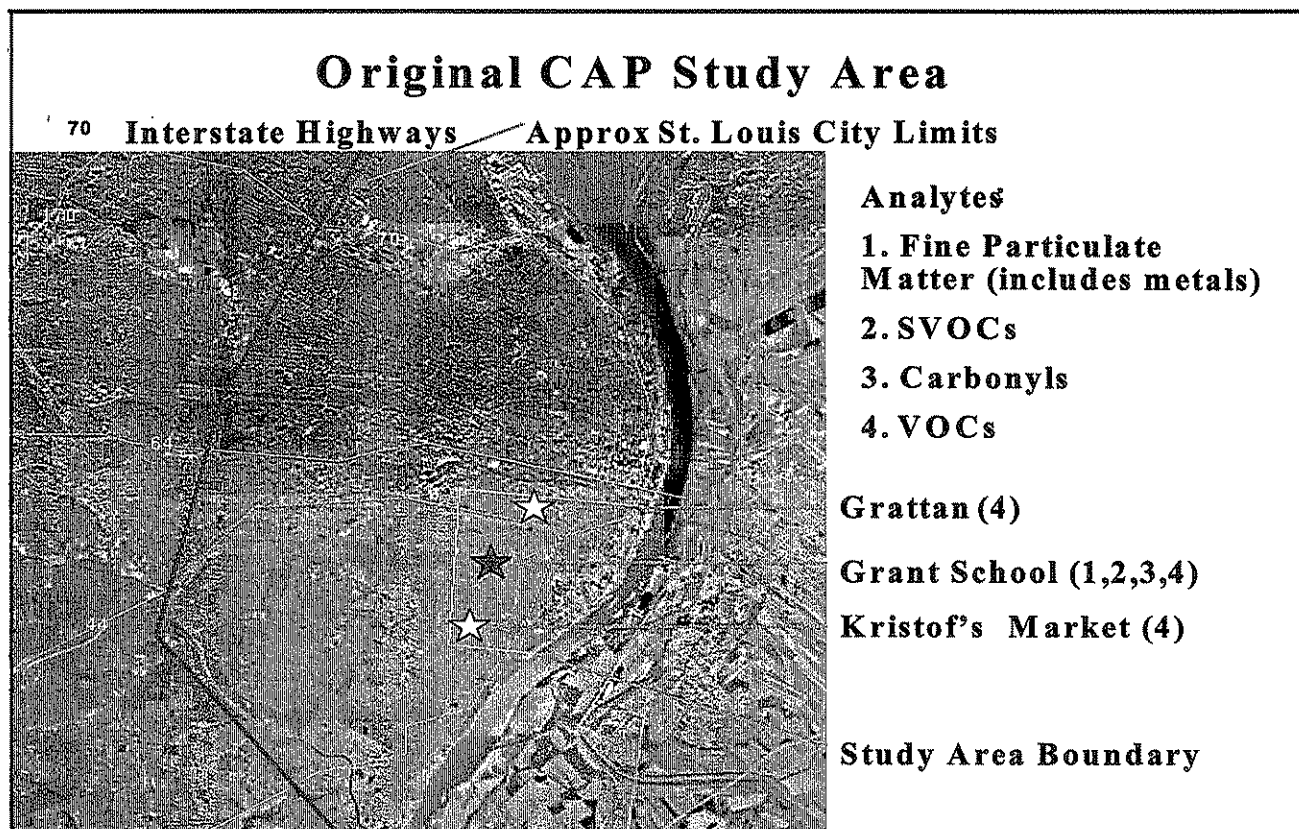 Original CAP Study Area
70 Interstate Highways
Approx St. Louis City Limits
Analytes
1. Fine Particulate
Matter (includes metals)
2. SVOCs
3. Carbonyls
4. VOCs
Grattan (4)
Grant School (1,2,3,4)
Kristof's Market (4)
Study Area Boundary
44